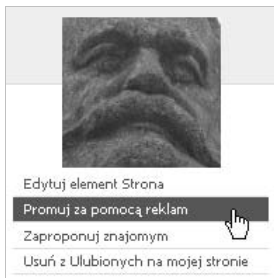 Edytuj element Strona
Promuj za pomocą reklam
Zaproponuj znajomym
Usuń z Ulubionych na mojej stronie